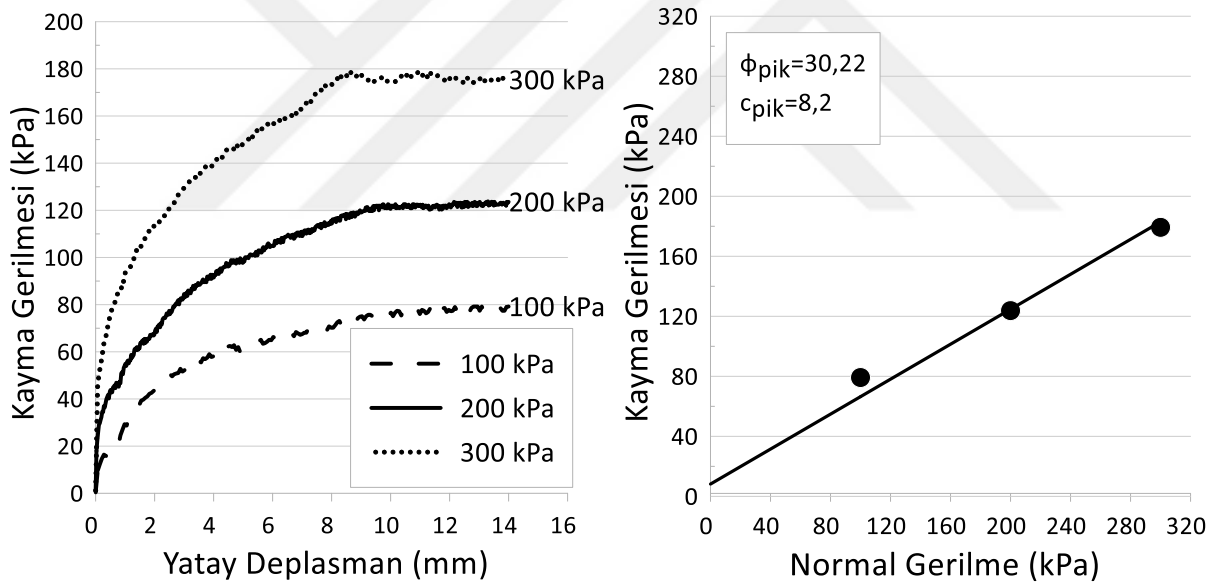 Kayma Gerilmesi (kPa)
200
180
160
140
120
100
80
60
40
20
0
300 kPa
200 kPa
100 kPa
100 kPa
200 kPa
300 kPa
0 2 4 6 8 10 12 14 16
Yatay Deplasman (mm)
Kayma Gerilmesi (kPa)
320
280
240
200
160
120
80
40
0
ϕpik=30,22
cpik=8,2
0 40 80 120 160 200 240 280 320
Normal Gerilme (kPa)